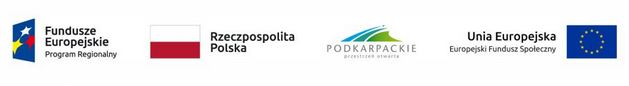 Fundusze
Europejskie
Program Regionalny
Rzeczpospolita
Polska
PODKARPACKIE
przestrzeń otwarta
Unia Europejska
Europejski Fundusz Społeczny